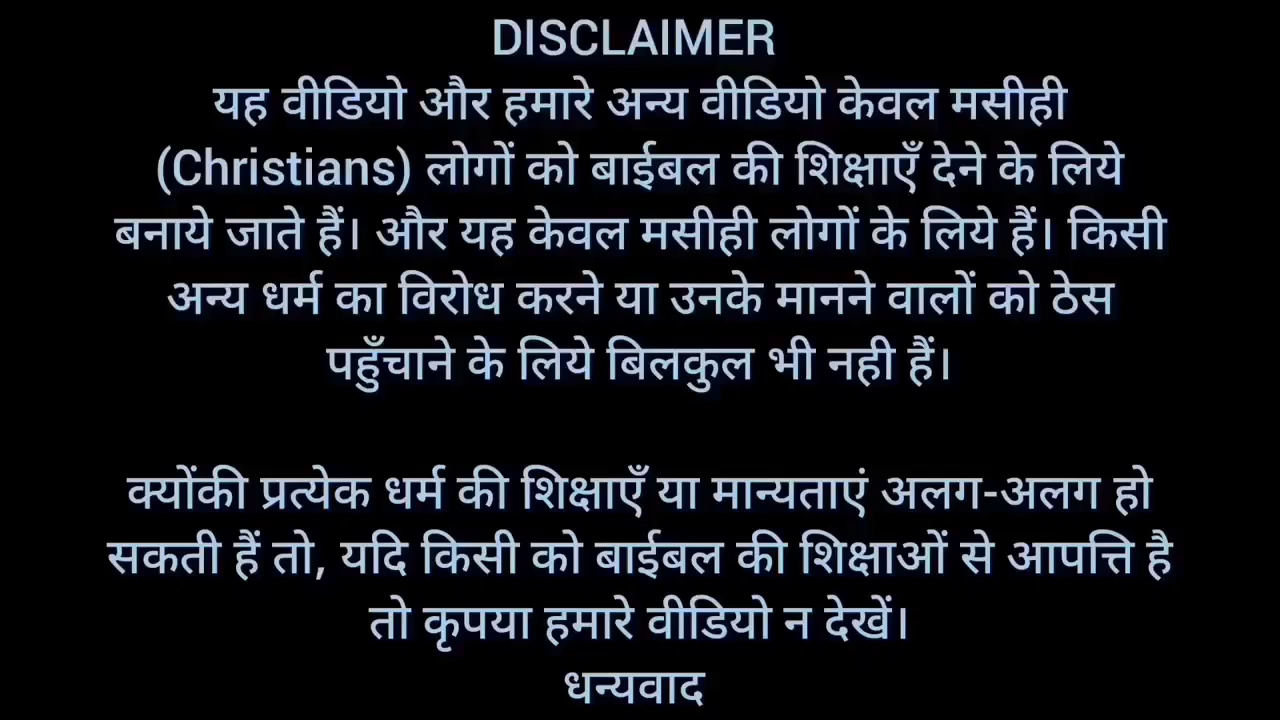 DISCLAIMER
यह वीडियो और हमारे अन्य वीडियो केवल मसीही
(Christians) लोगों को बाईबल की शिक्षाएँ देने के लिये
बनाये जाते हैं। और यह केवल मसीही लोगों के लिये हैं। किसी
अन्य धर्म का विरोध करने या उनके मानने वालों को ठेस
पहुँचाने के लिये बिलकुल भी नही हैं।
क्योंकी प्रत्येक धर्म की शिक्षाएँ या मान्यताएं अलग-अलग हो
सकती हैं तो, यदि किसी को बाईबल की शिक्षाओं से आपत्ति है
तो कृपया हमारे वीडियो न देखें।
धन्यवाद